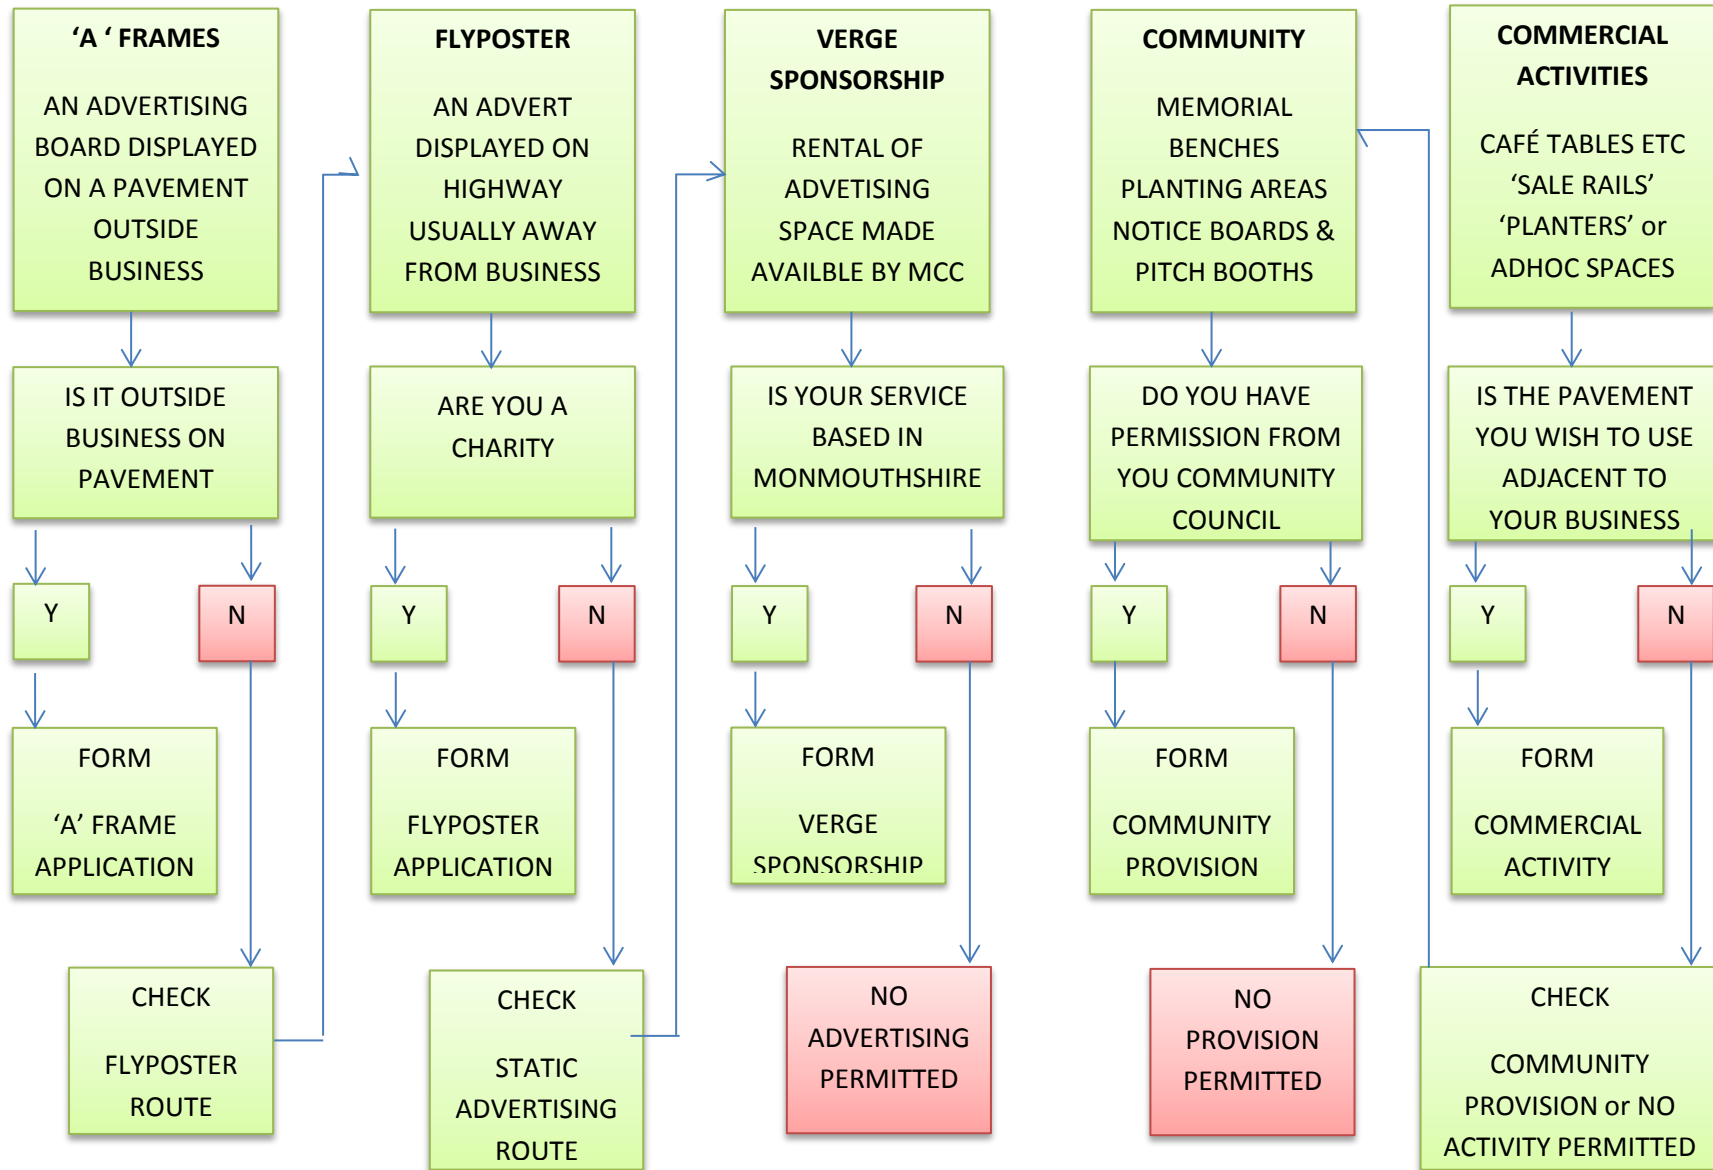 ‘A ‘ FRAMES
AN ADVERTISING
BOARD DISPLAYED
ON A PAVEMENT
OUTSIDE
BUSINESS
FLYPOSTER
AN ADVERT
DISPLAYED ON
HIGHWAY
USUALLY AWAY
FROM BUSINESS
VERGE
SPONSORSHIP
RENTAL OF
ADVETISING
SPACE MADE
AVAILBLE BY MCC
COMMUNITY
MEMORIAL
BENCHES
PLANTING AREAS
NOTICE BOARDS &
PITCH BOOTHS
COMMERCIAL
ACTIVITIES
CAFÉ TABLES ETC
‘SALE RAILS’
‘PLANTERS’ or
ADHOC SPACES
IS IT OUTSIDE
BUSINESS ON
PAVEMENT
ARE YOU A
CHARITY
IS YOUR SERVICE
BASED IN
MONMOUTHSHIRE
DO YOU HAVE
PERMISSION FROM
YOU COMMUNITY
COUNCIL
IS THE PAVEMENT
YOU WISH TO USE
ADJACENT TO
YOUR BUSINESS
Y
N
Y
N
Y
N
Y
N
Y
N
FORM
‘A’ FRAME
APPLICATION
FORM
FLYPOSTER
APPLICATION
FORM
VERGE
SPONSORSHIP
FORM
COMMUNITY
PROVISION
FORM
COMMERCIAL
ACTIVITY
CHECK
FLYPOSTER
ROUTE
CHECK
STATIC
ADVERTISING
ROUTE
NO
ADVERTISING
PERMITTED
NO
PROVISION
PERMITTED
CHECK
COMMUNITY
PROVISION or NO
ACTIVITY PERMITTED